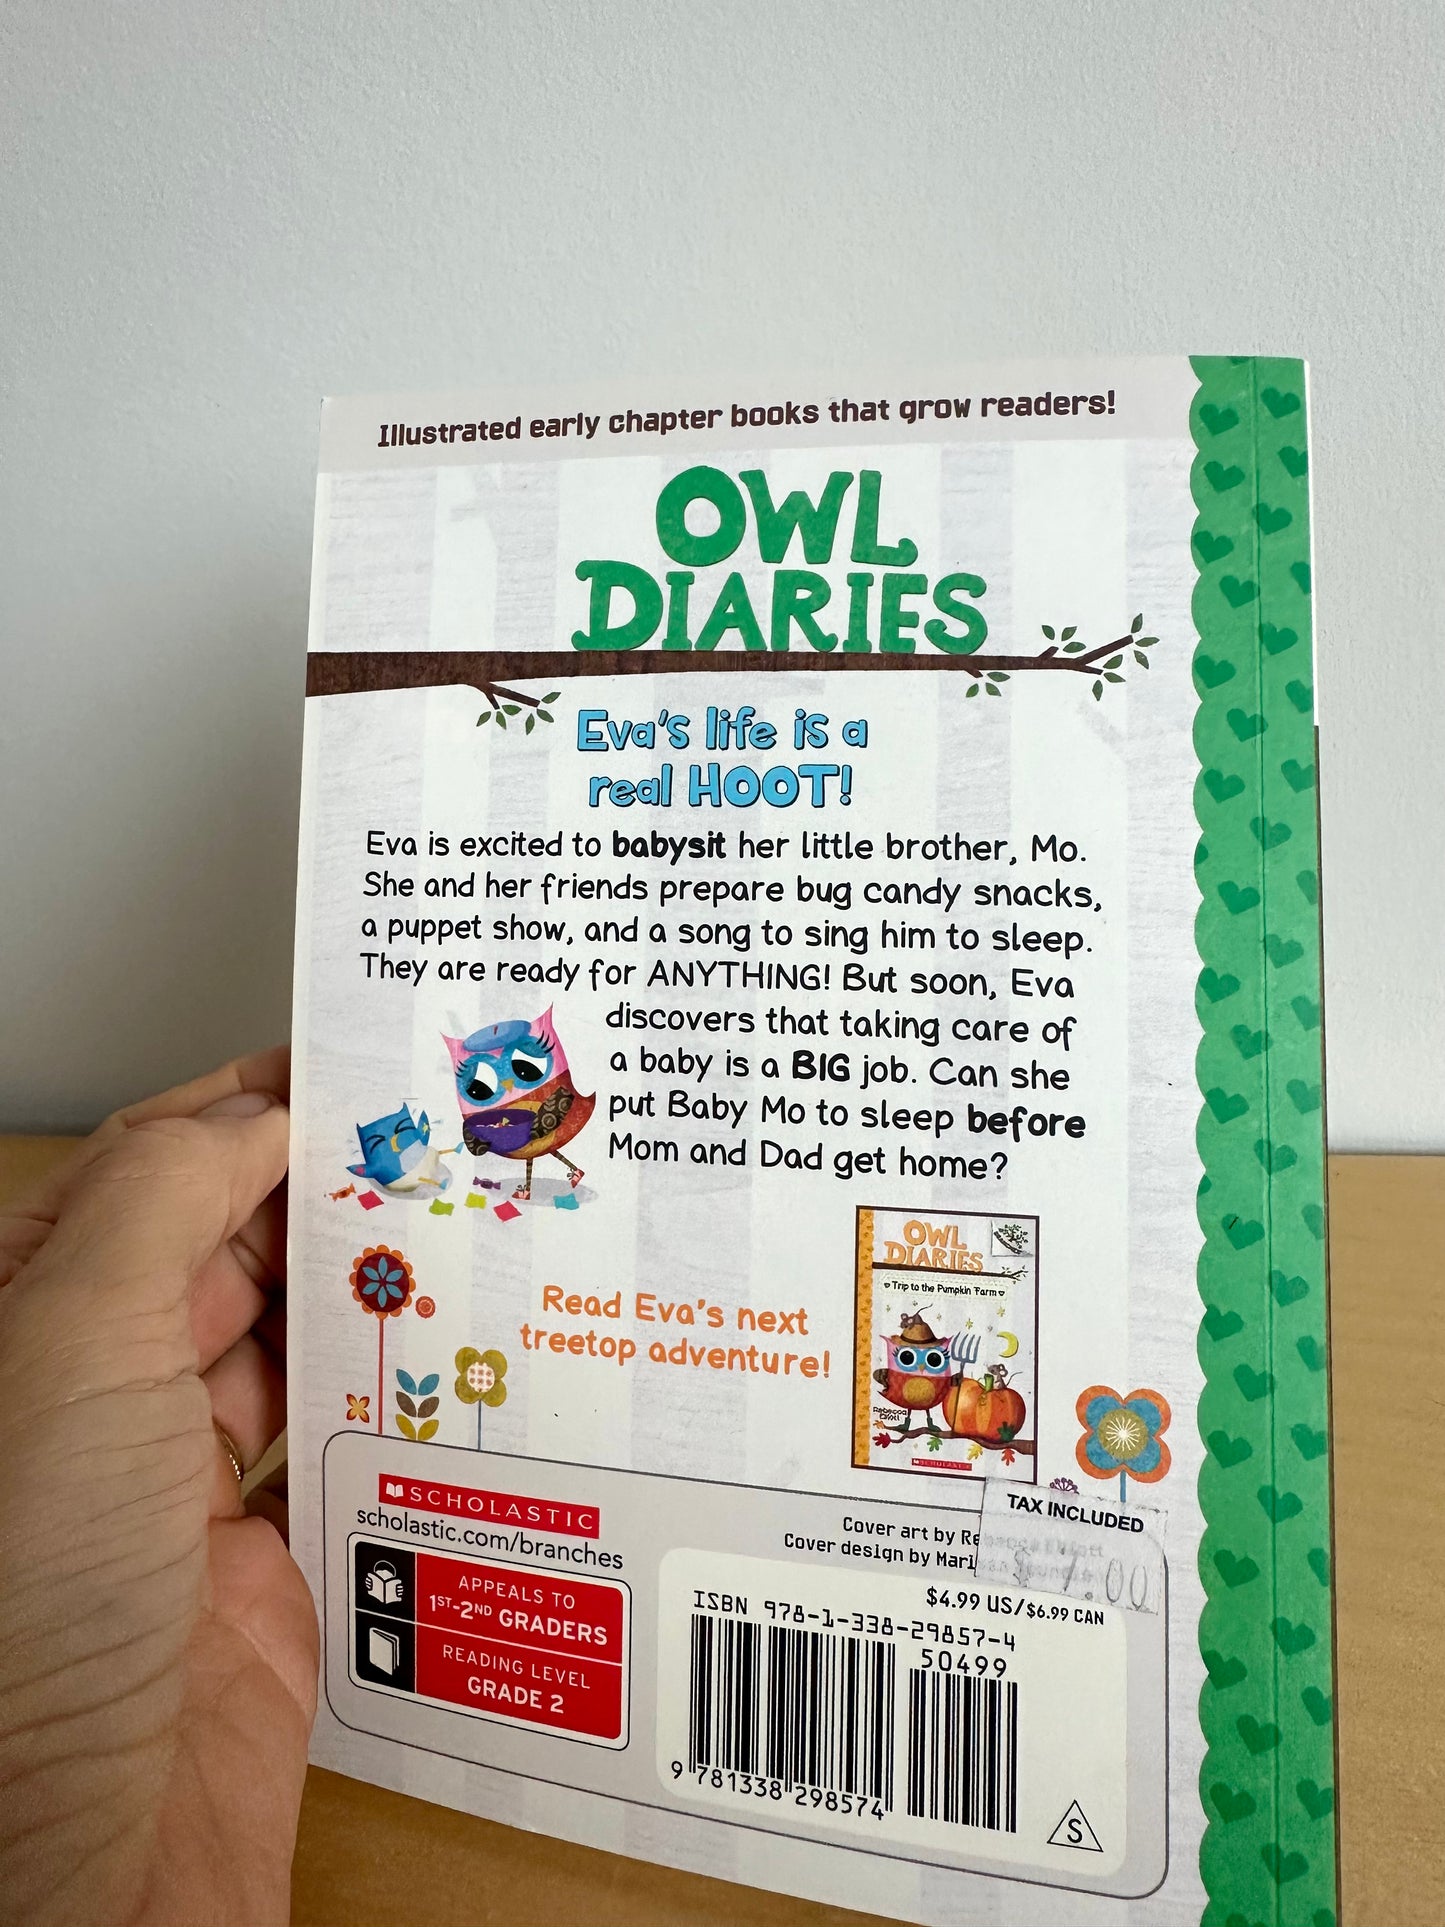 Illustrated early chapter books that grow readers!
OWL
DIARIES
Eva's life is a
real HOOT!
Eva is excited to babysit her little brother, Mo.
She and her friends prepare bug candy snacks,
a puppet show, and a song to sing him to sleep.
They are ready for ANYTHING! But soon, Eva
discovers that taking care of
a baby is a BIG job. Can she
put Baby Mo to sleep before
Mom and Dad get home?
Read Eva's next
treetop adventure!
OWL
DIARIES
Trip to the Pumpkin Farm
Rebecca
Elliott
SCHOLASTIC
SCHOLASTIC
scholastic.com/branches
APPEALS TO
1ST-2ND GRADERS
READING LEVEL
GRADE 2
Cover art by
Cover design by
TAX INCLUDED
$4.99 US/$6.99 CAN
ISBN 978-1-338-29857-4
50499
9 781338 298574
S